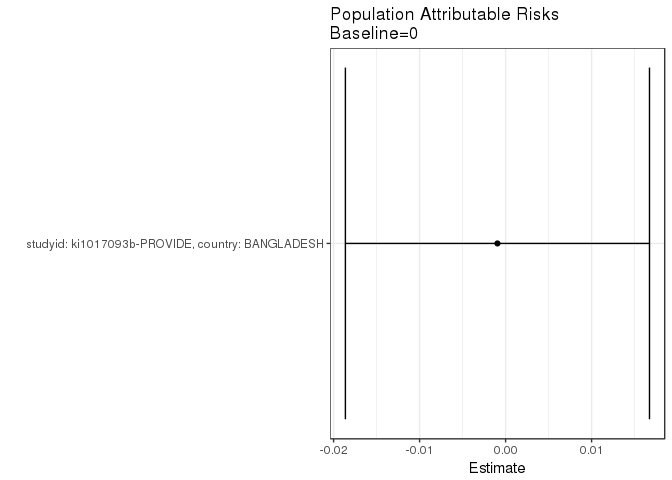 Population Attributable Risks
Baseline=0
studyid: ki1017093b-PROVIDE, country: BANGLADESH
-0.02 -0.01 0.00 0.01
Estimate